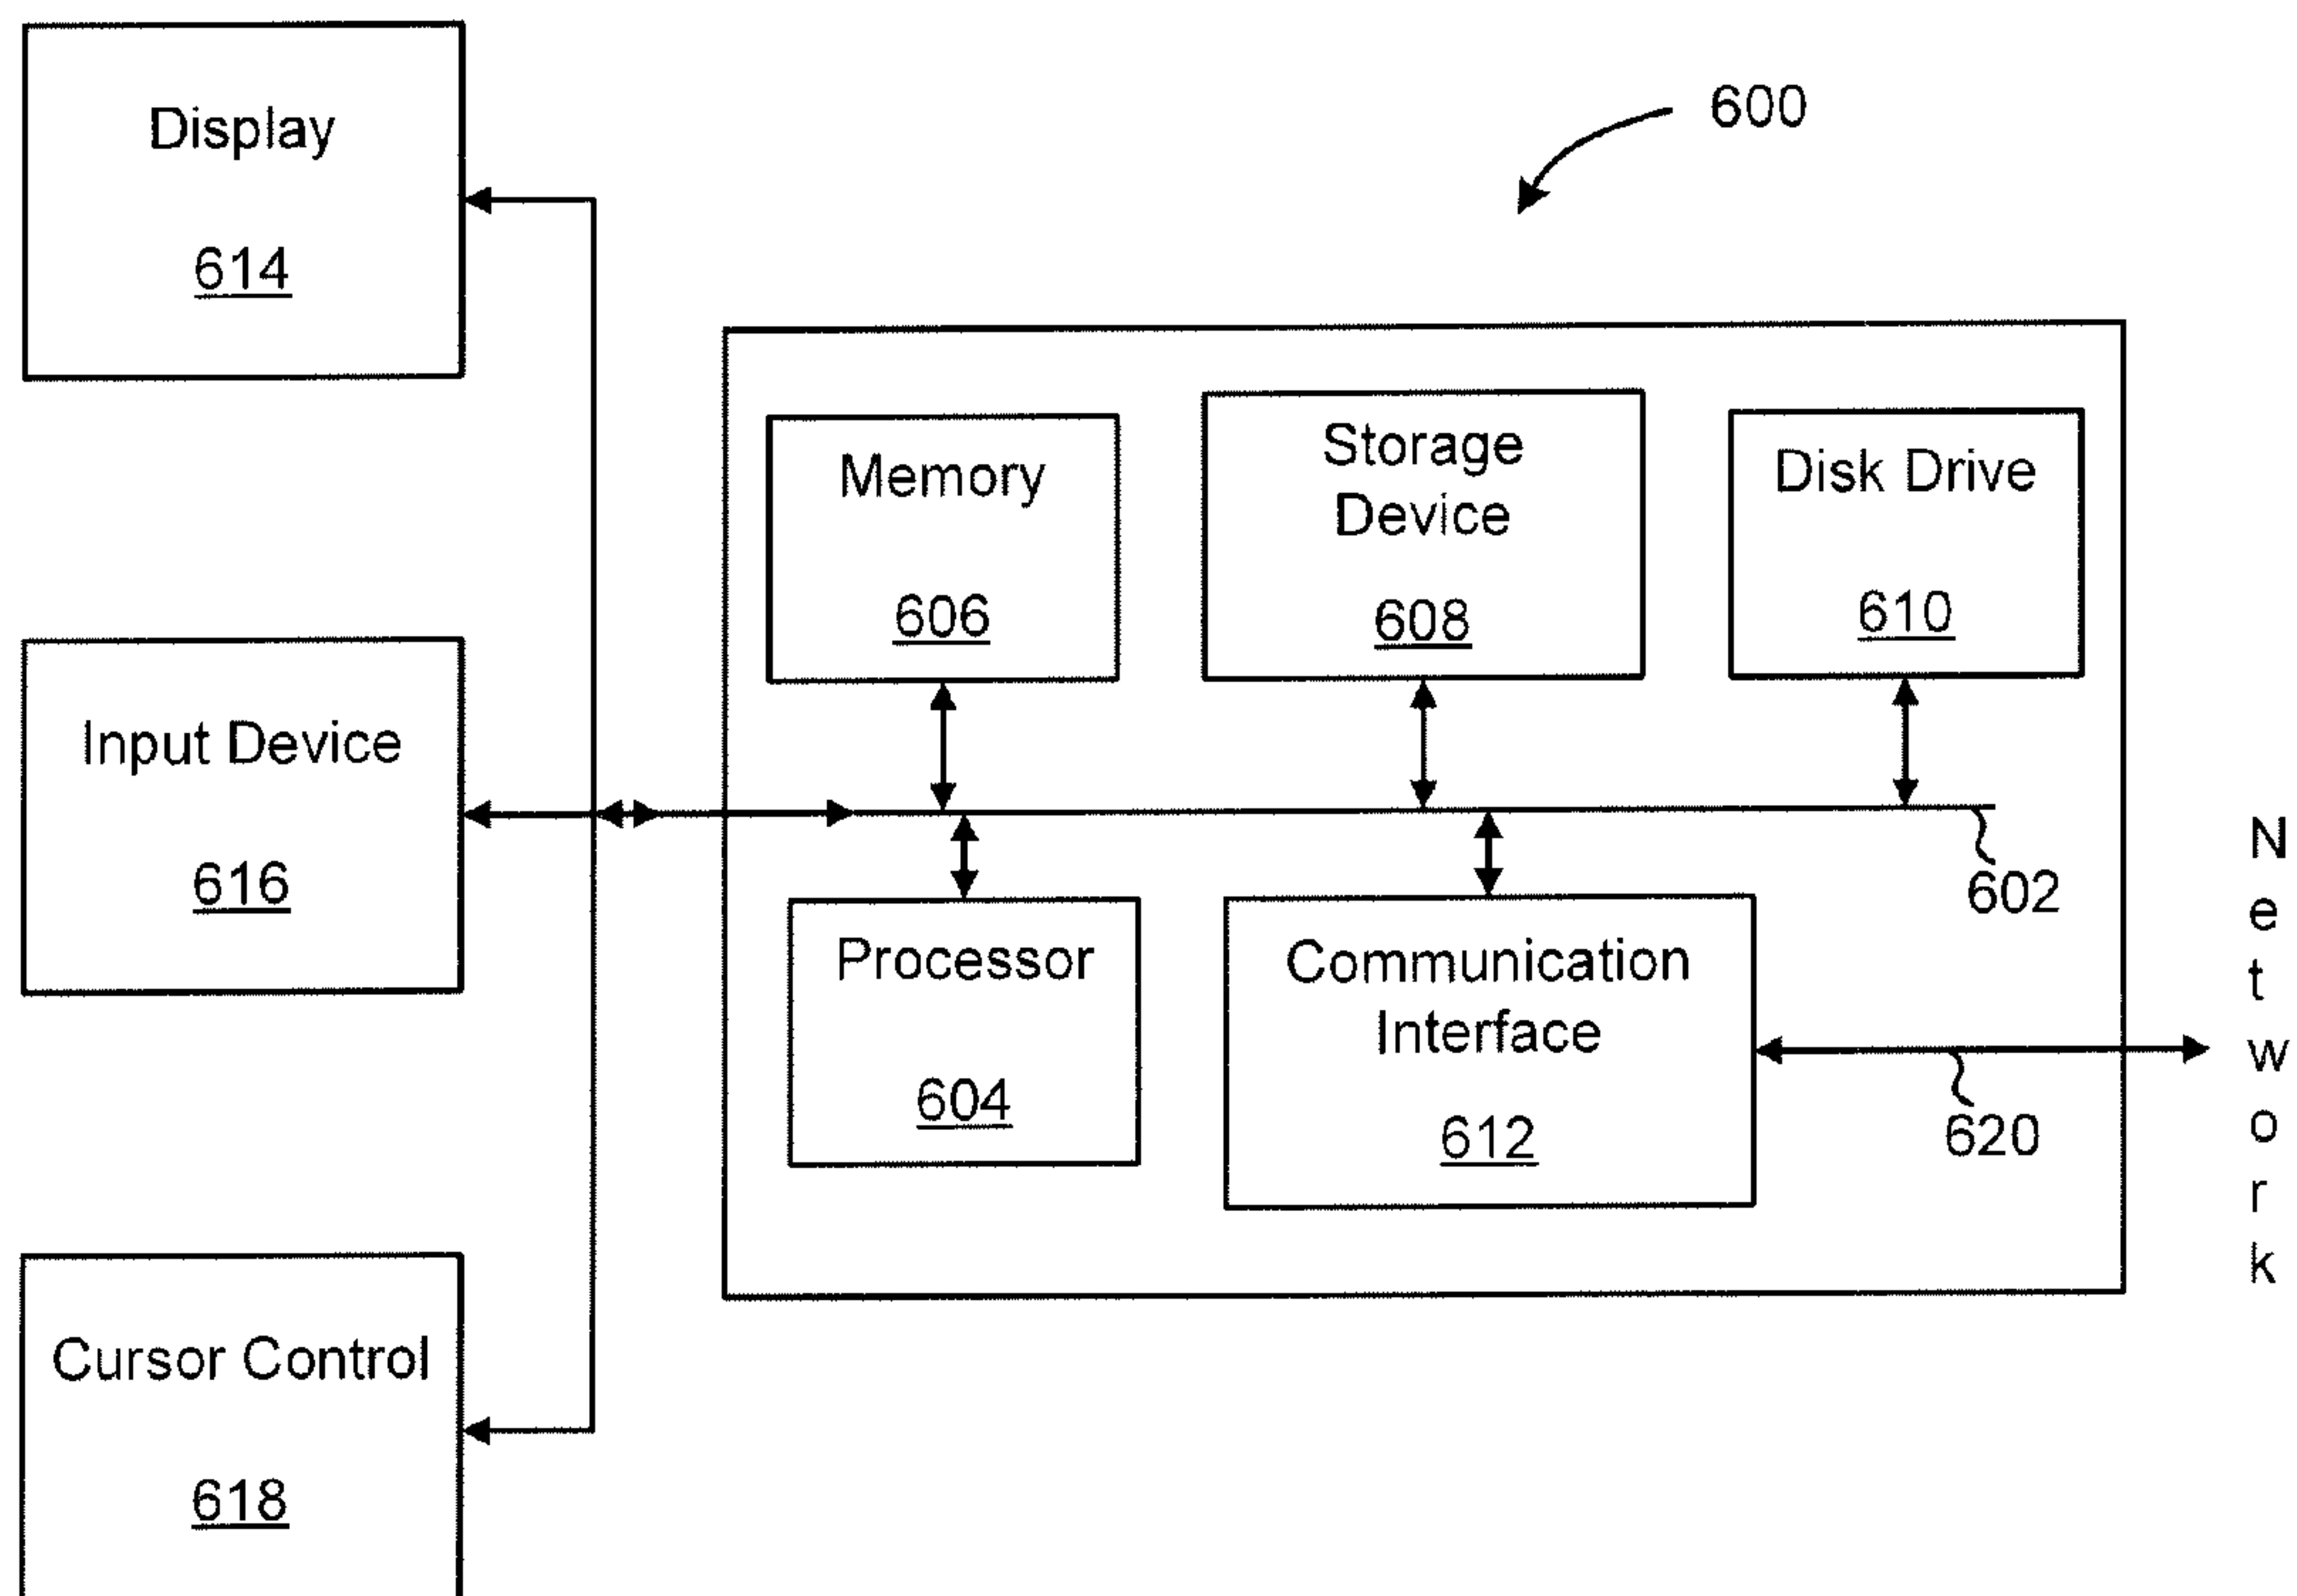 Display
614
600
Memory
606
Storage
Device
608
Disk Drive
610
Input Device
616
602
Processor
604
Communication
Interface
612
620
Network
Cursor Control
618